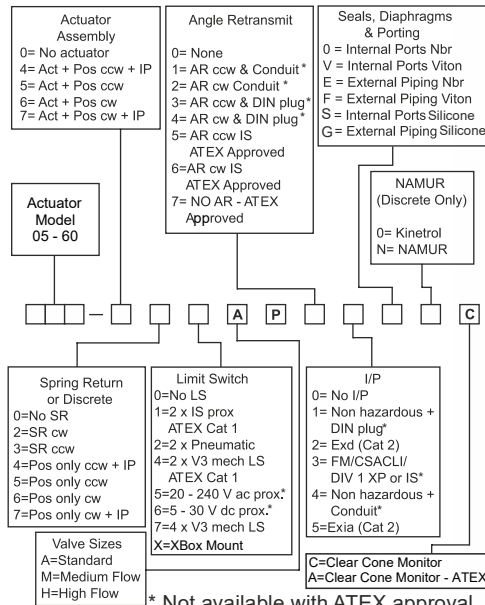 Actuator
Assembly
0= No actuator
4= Act + Pos ccw + IP
5= Act + Pos ccw
6= Act + Pos cw
7= Act + Pos cw + IP
Angle Retransmit
0= None
1= AR ccw & Conduit*
2= AR cw Conduit*
3= AR ccw & DIN plug*
4= AR cw & DIN plug*
5= AR ccw IS
ATEX Approved
6=AR cw IS
ATEX Approved
7= NO AR - ATEX
Approved
Seals, Diaphragms
& Porting
0 = Internal Ports Nbr
V = Internal Ports Viton
E = External Piping Nbr
F = External Piping Viton
S = Internal Ports Silicone
G= External Piping Silicone
NAMUR
(Discrete Only)
0= Kinetrol
N= NAMUR
Actuator
Model
05 - 60
– A P C
Spring Return
or Discrete
0=No SR
2=SR cw
3=SR ccw
4=Pos only ccw + IP
5=Pos only ccw
6=Pos only cw
7=Pos only cw + IP
Limit Switch
0=No LS
1=2 x IS prox
ATEX Cat 1
2=2 x Pneumatic
4=2 x V3 mech LS
ATEX Cat 1
5=20 - 240 V ac prox.*
6=5 - 30 V dc prox.*
7=4 x V3 mech LS
X=XBox Mount
I/P
0= No I/P
1= Non hazardous +
DIN plug*
2= Exd (Cat 2)
3= FM/CSACLI/
DIV 1 XP or IS*
4= Non hazardous +
Conduit*
5=Exia (Cat 2)
Valve Sizes
A=Standard
M=Medium Flow
H=High Flow
C=Clear Cone Monitor
A=Clear Cone Monitor - ATEX
* Not available with ATEX approval